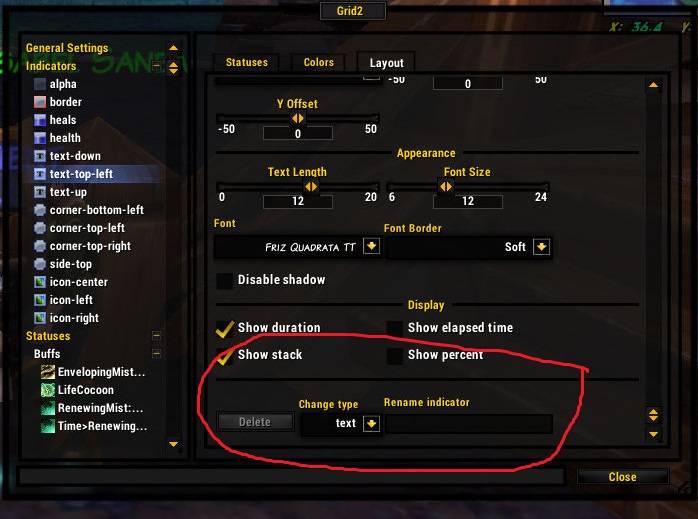 Grid2
X: 36.4
General Settings
Indicators
alpha
border
heals
health
text-down
text-top-left
text-up
corner-bottom-left
corner-top-left
corner-top-right
side-top
icon-center
icon-left
icon-right
Statuses
Buffs
EnvelopingMist...
LifeCocoon
RenewingMist:...
Time>Renewing...
Statuses
Colors
Layout
-50
0
50
Y Offset
-50
0
50
Appearance
Text Length
0
12
20
Font Size
6
12
24
Font
Friz Quadrata TT
Font Border
Soft
Disable shadow
Display
Show duration
Show elapsed time
Show stack
Show percent
Delete
Change type
text
Rename indicator
Close